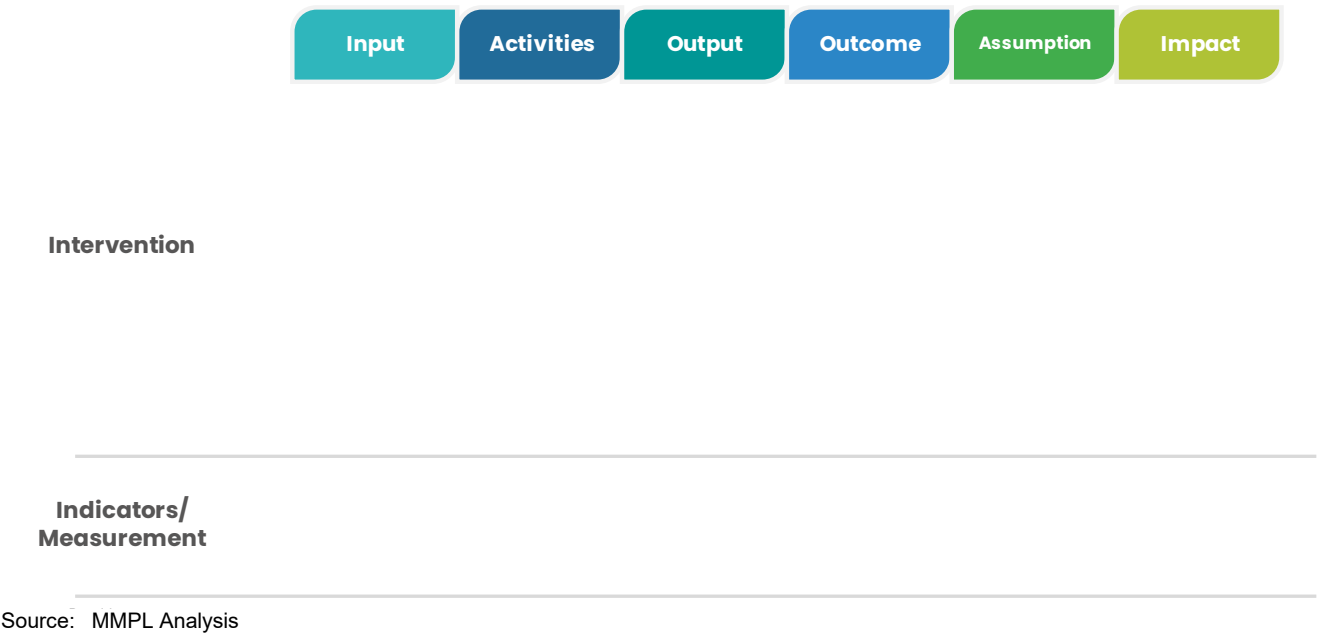 Input Activities Output Outcome Assumption Impact
Intervention
Indicators/
Measurement
Source: MMPL Analysis